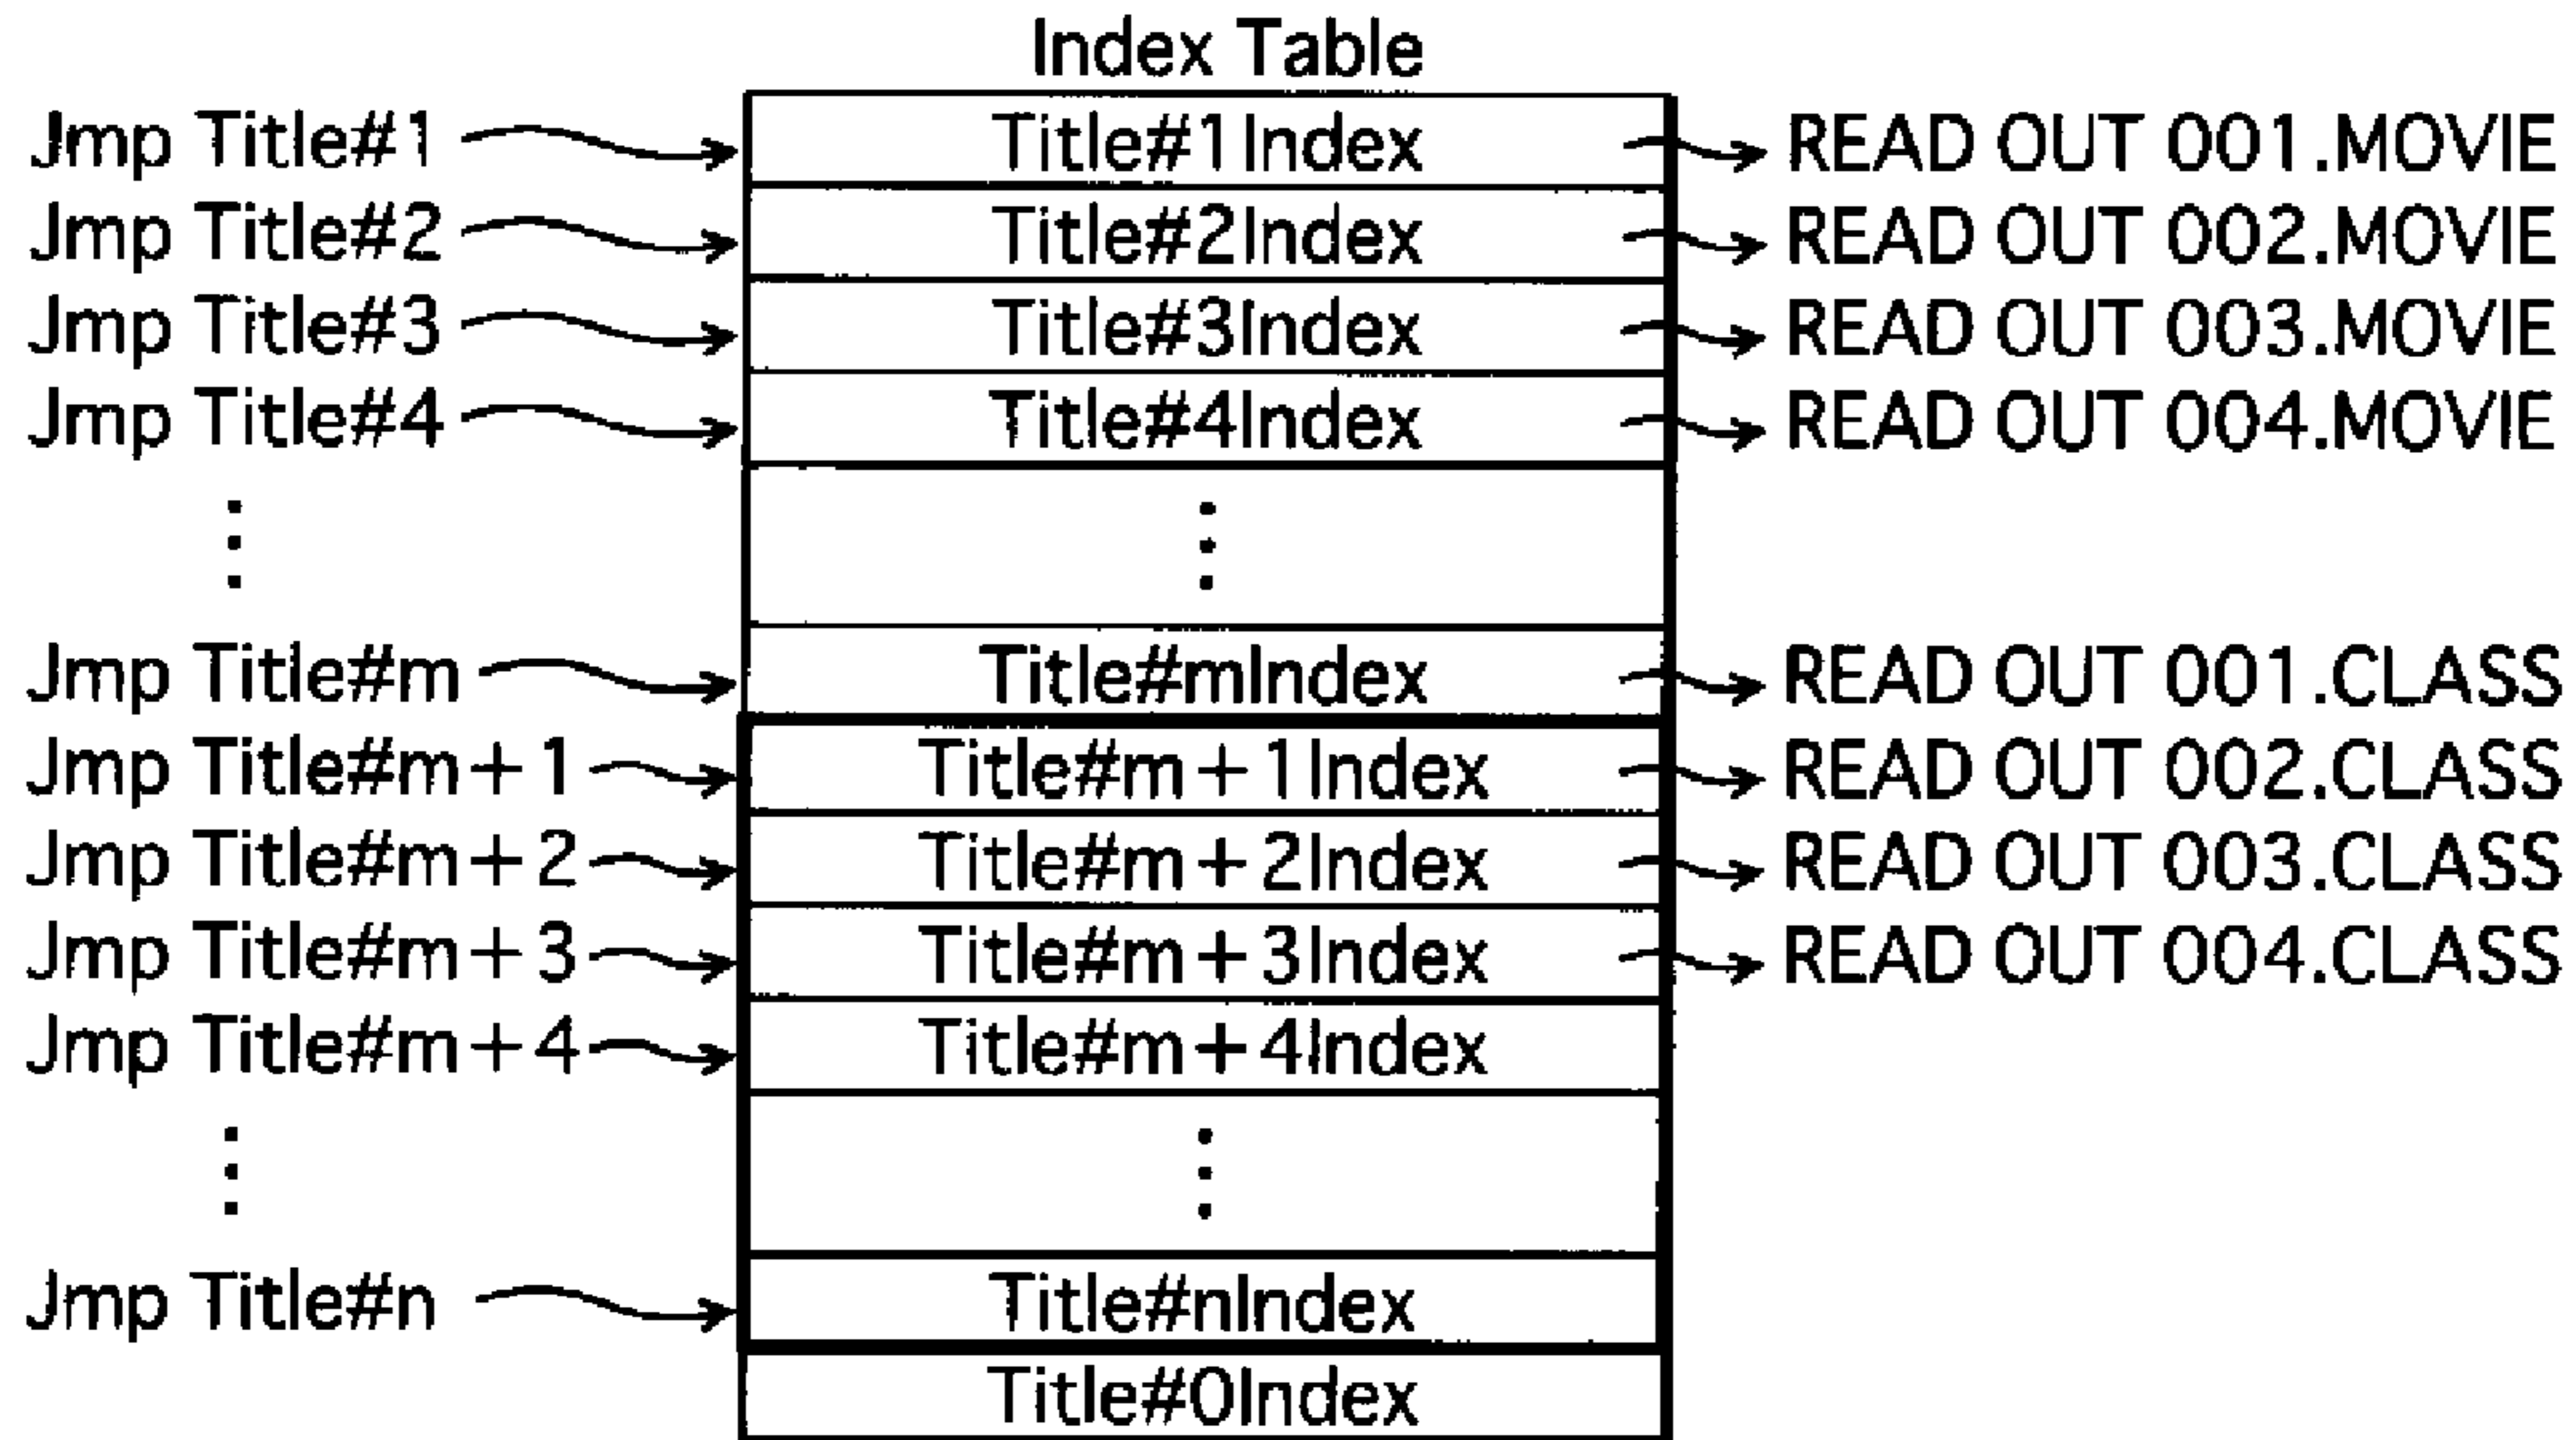 Index Table
Jmp Title#1 Title#1Index READ OUT 001.MOVIE
Jmp Title#2 Title#2Index READ OUT 002.MOVIE
Jmp Title#3 Title#3Index READ OUT 003.MOVIE
Jmp Title#4 Title#4Index READ OUT 004.MOVIE
Jmp Title#m Title#mIndex READ OUT 001.CLASS
Jmp Title#m+1 Title#m+1Index READ OUT 002.CLASS
Jmp Title#m+2 Title#m+2Index READ OUT 003.CLASS
Jmp Title#m+3 Title#m+3Index READ OUT 004.CLASS
Jmp Title#m+4 Title#m+4Index
Jmp Title#n Title#nIndex
Title#0Index